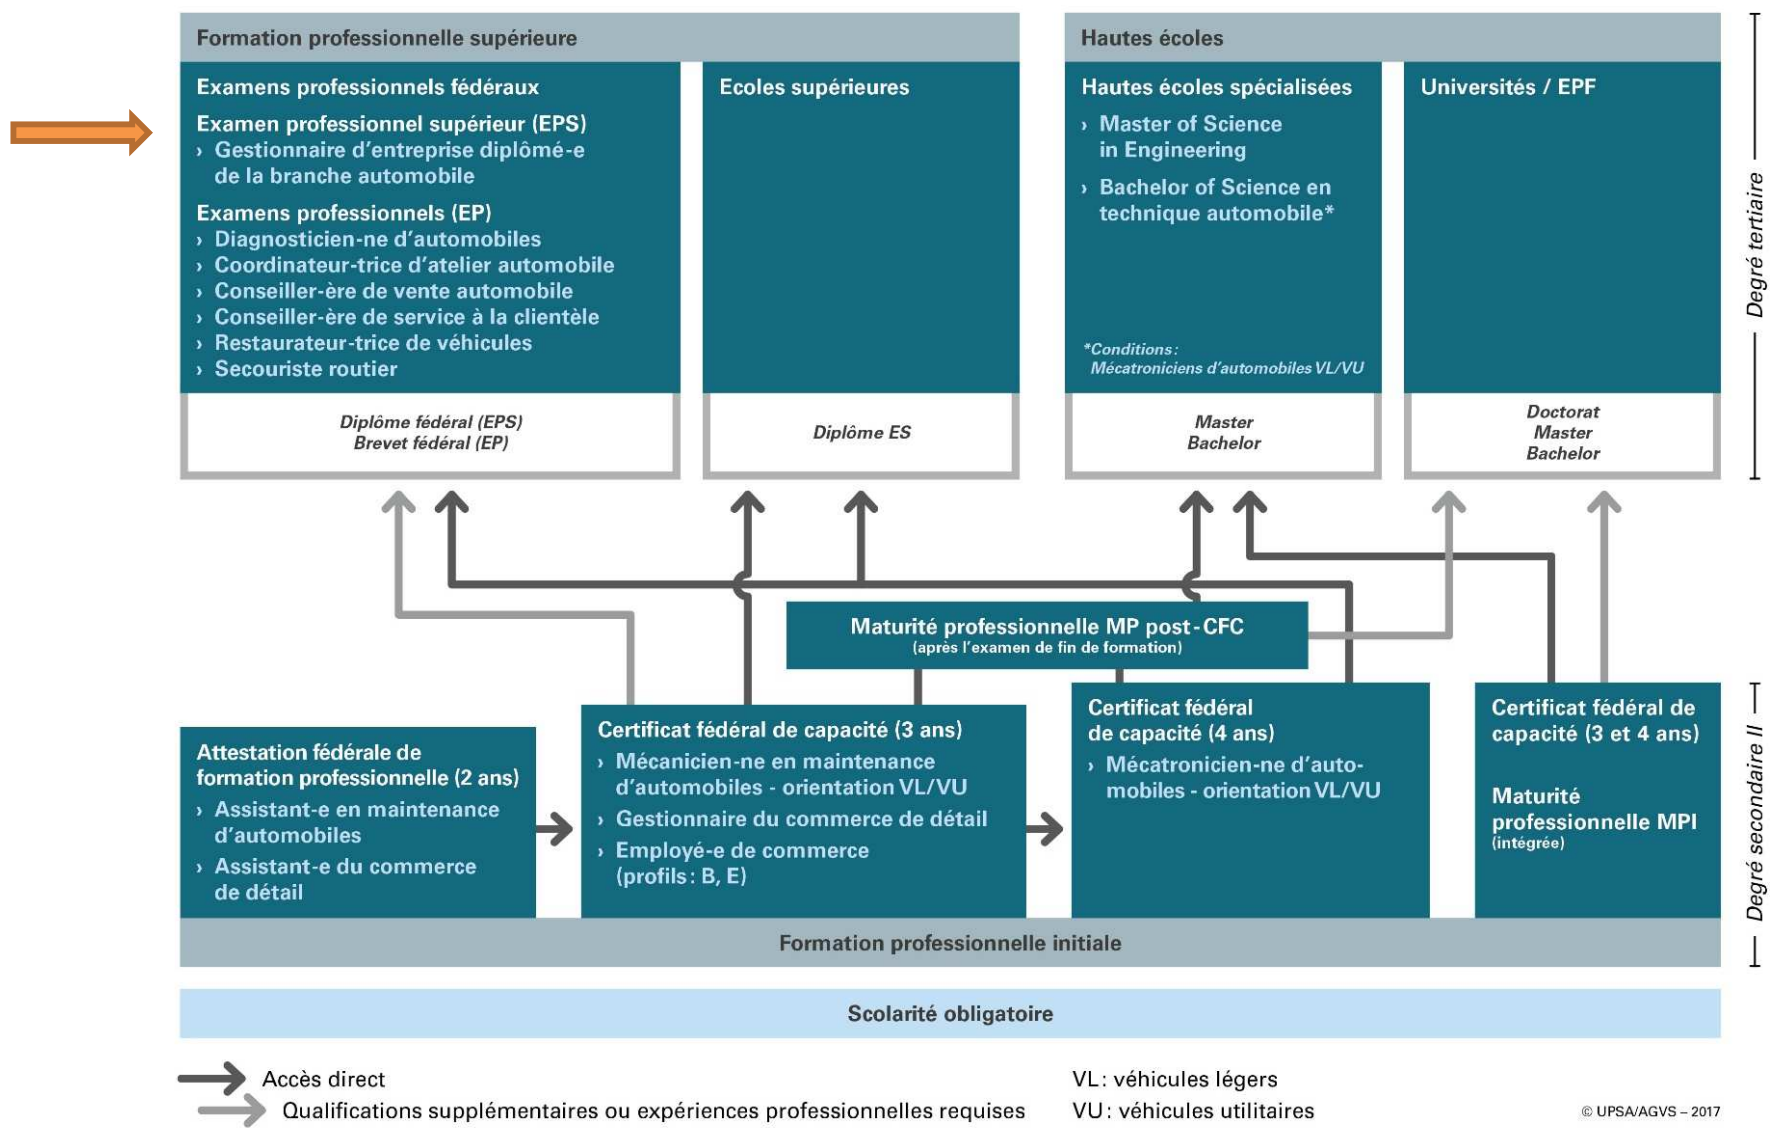 Formation professionnelle supérieure
Examens professionnels fédéraux
Examen professionnel supérieur (EPS)
› Gestionnaire d'entreprise diplômé-e
de la branche automobile
Examens professionnels (EP)
› Diagnosticien-ne d'automobiles
› Coordinateur-trice d'atelier automobile
› Conseiller-ère de vente automobile
› Conseiller-ère de service à la clientèle
› Restaurateur-trice de véhicules
› Secouriste routier
Diplôme fédéral (EPS)
Brevet fédéral (EP)
Ecoles supérieures
Diplôme ES
Hautes écoles
Hautes écoles spécialisées
› Master of Science
in Engineering
› Bachelor of Science en
technique automobile*
*Conditions :
Mécatroniciens d'automobiles VL/VU
Master
Bachelor
Universités / EPF
Doctorat
Master
Bachelor
Degré tertiaire
Maturité professionnelle MP post-CFC
(après l'examen de fin de formation)
Attestation fédérale de
formation professionnelle (2 ans)
› Assistant-e en maintenance
d'automobiles
› Assistant-e du commerce
de détail
Certificat fédéral de capacité (3 ans)
› Mécanicien-ne en maintenance
d'automobiles - orientation VL/VU
› Gestionnaire du commerce de détail
› Employé-e de commerce
(profils : B, E)
Certificat fédéral
de capacité (4 ans)
› Mécatronicien-ne d'auto-
mobiles - orientation VL/VU
Certificat fédéral de
capacité (3 et 4 ans)
Maturité
professionnelle MPI
(intégrée)
Degré secondaire II
Formation professionnelle initiale
Scolarité obligatoire
Accès direct
Qualifications supplémentaires ou expériences professionnelles requises
VL : véhicules légers
VU : véhicules utilitaires
© UPSA/AGVS – 2017